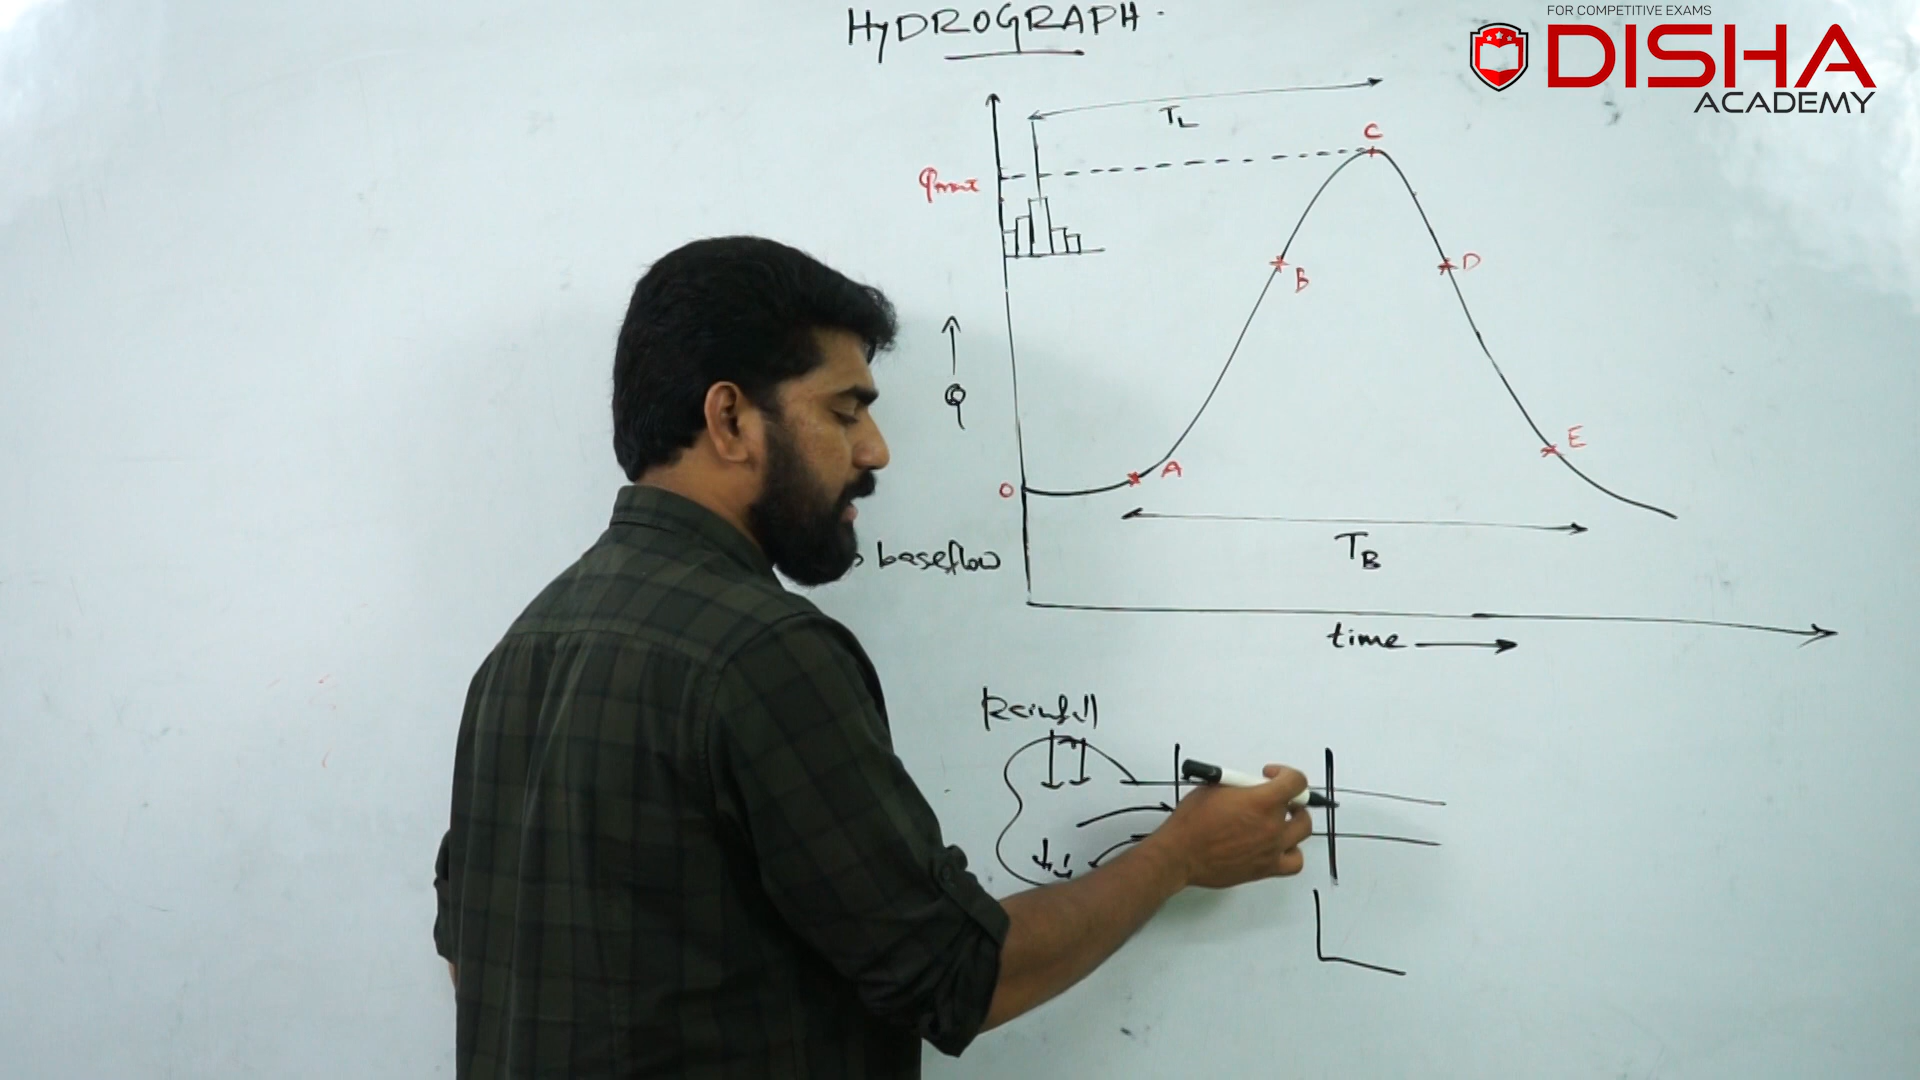 HYDROGRAPH
FOR COMPETITIVE EXAMS
DISHA
ACADEMY
TL
C
Qmax
B
D
Q
E
A
O
baseflow
TB
time
Rainfall